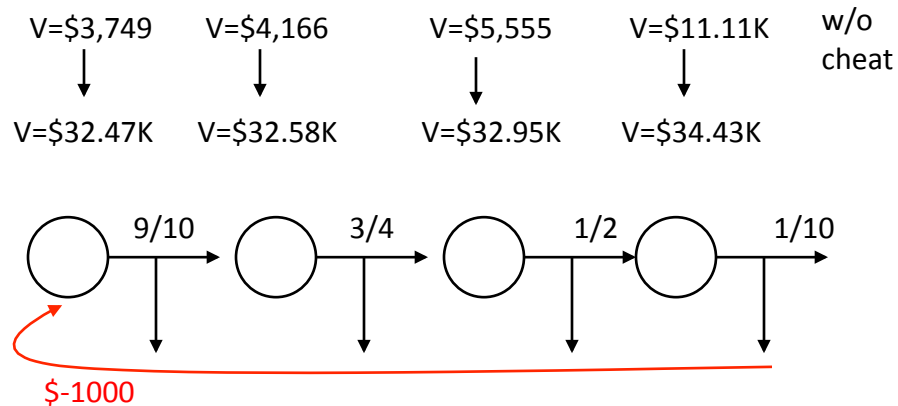 V=$3,749 V=$4,166 V=$5,555 V=$11.11K w/o
cheat
V=$32.47K V=$32.58K V=$32.95K V=$34.43K
9/10 3/4 1/2 1/10
$-1000